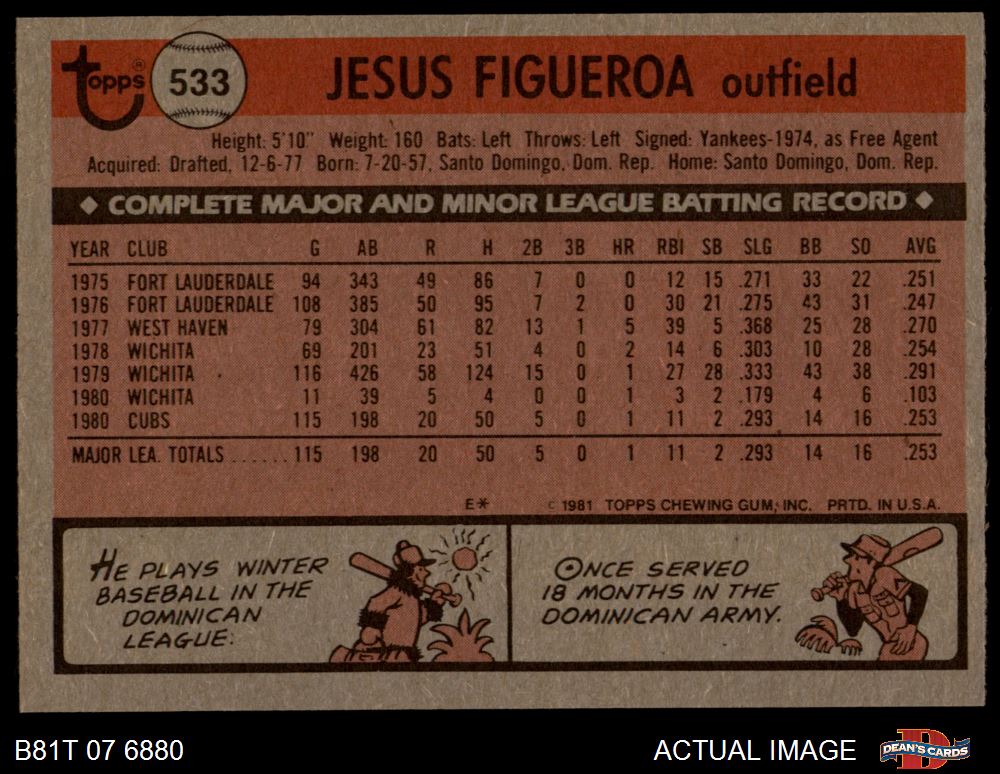 topps®
533
JESUS FIGUEROA outfield
Height: 5'10" Weight: 160 Bats: Left Throws: Left Signed: Yankees-1974, as Free Agent
Acquired: Drafted, 12-6-77 Born: 7-20-57, Santo Domingo, Dom. Rep. Home: Santo Domingo, Dom. Rep.
◆ COMPLETE MAJOR AND MINOR LEAGUE BATTING RECORD ◆
YEAR CLUB G AB R H 2B 3B HR RBI SB SLG BB SO AVG
1975 FORT LAUDERDALE 94 343 49 86 7 0 0 12 15 .271 33 22 .251
1976 FORT LAUDERDALE 108 385 50 95 7 2 0 30 21 .275 43 31 .247
1977 WEST HAVEN 79 304 61 82 13 1 5 39 5 .368 25 28 .270
1978 WICHITA 69 201 23 51 4 0 2 14 6 .303 10 28 .254
1979 WICHITA 116 426 58 124 15 0 1 27 28 .333 43 38 .291
1980 WICHITA 11 39 5 4 0 0 1 3 2 .179 4 6 .103
1980 CUBS 115 198 20 50 5 0 1 11 2 .293 14 16 .253
MAJOR LEA. TOTALS ...... 115 198 20 50 5 0 1 11 2 .293 14 16 .253
E* © 1981 TOPPS CHEWING GUM, INC. PRTD. IN U.S.A.
HE PLAYS WINTER
BASEBALL IN THE
DOMINICAN
LEAGUE.
ONCE SERVED
18 MONTHS IN THE
DOMINICAN ARMY.
B81T 07 6880
ACTUAL IMAGE
DEAN'S CARDS